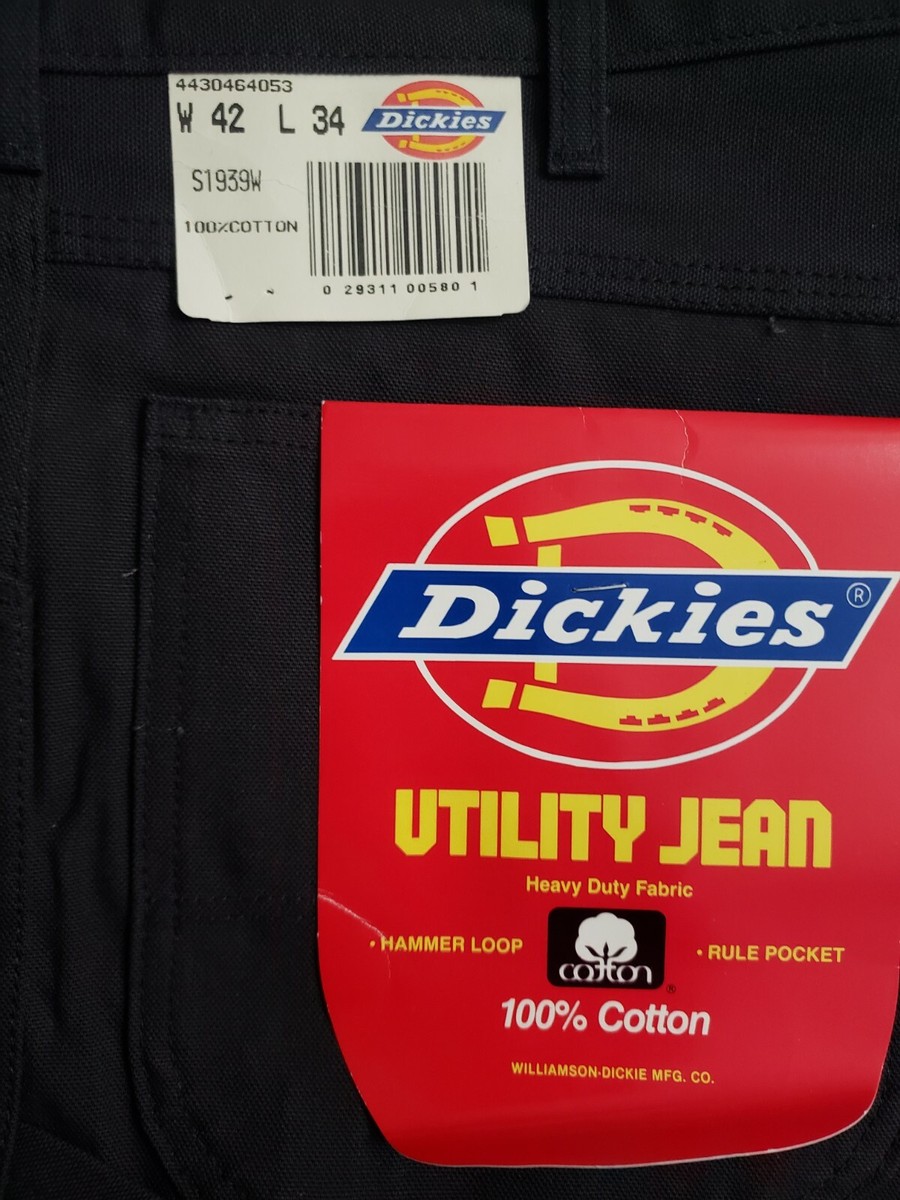 4430464053
W 42 L 34
Dickies
S1939W
100%COTTON
0 29311 00580 1
Dickies®
UTILITY JEAN
Heavy Duty Fabric
• HAMMER LOOP
cotton®
• RULE POCKET
100% Cotton
WILLIAMSON-DICKIE MFG. CO.